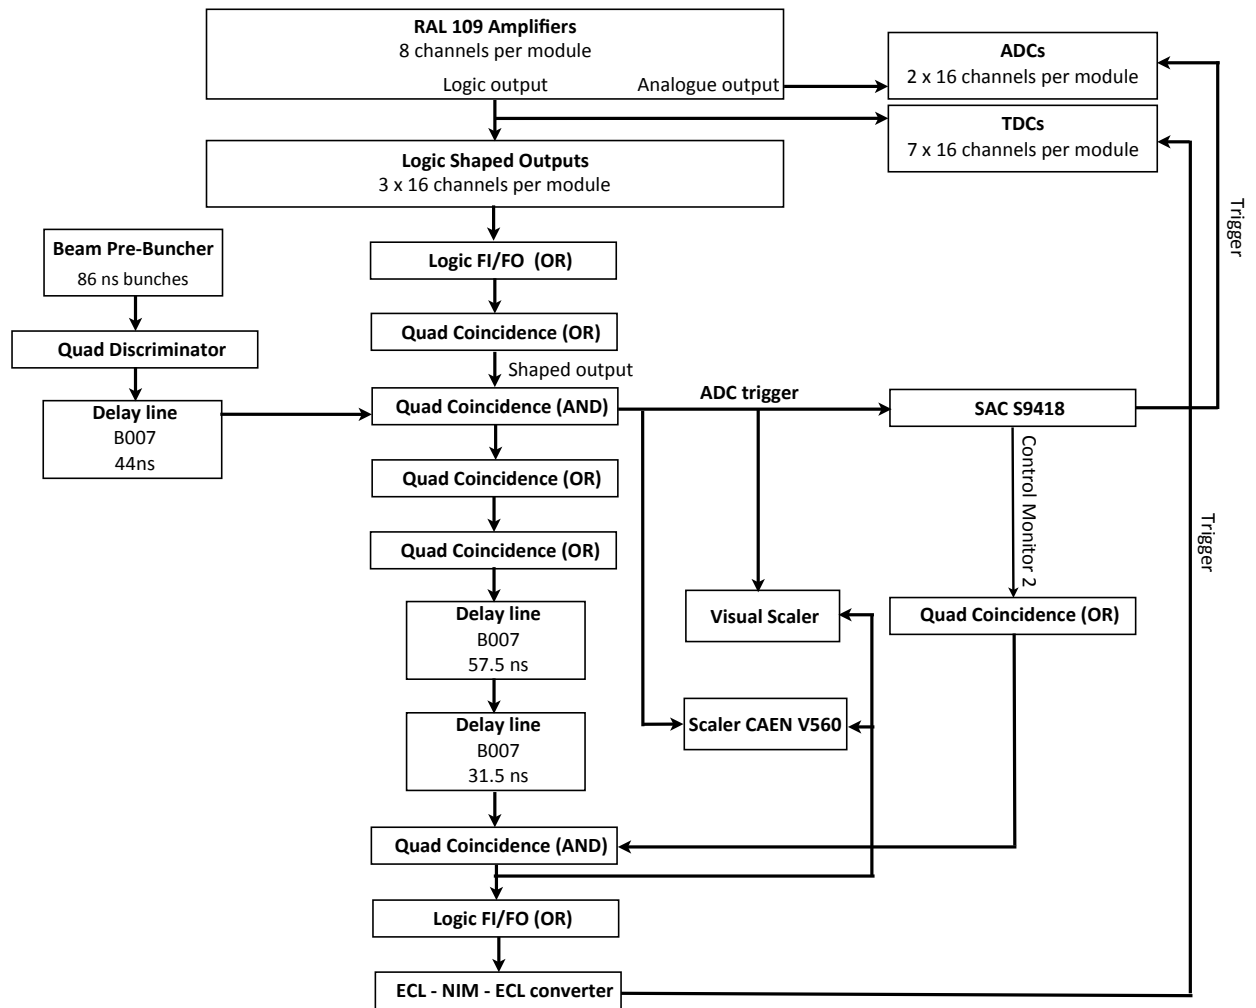 RAL 109 Amplifiers
8 channels per module
Logic output
Analogue output
ADCs
2 x 16 channels per module
TDCs
7 x 16 channels per module
Logic Shaped Outputs
3 x 16 channels per module
Trigger
Beam Pre-Buncher
86 ns bunches
Logic FI/FO (OR)
Quad Discriminator
Quad Coincidence (OR)
Shaped output
Delay line
B007
44ns
Quad Coincidence (AND)
ADC trigger
SAC S9418
Quad Coincidence (OR)
Control Monitor 2
Trigger
Quad Coincidence (OR)
Delay line
B007
57.5 ns
Visual Scaler
Quad Coincidence (OR)
Delay line
B007
31.5 ns
Scaler CAEN V560
Quad Coincidence (AND)
Logic FI/FO (OR)
ECL - NIM - ECL converter